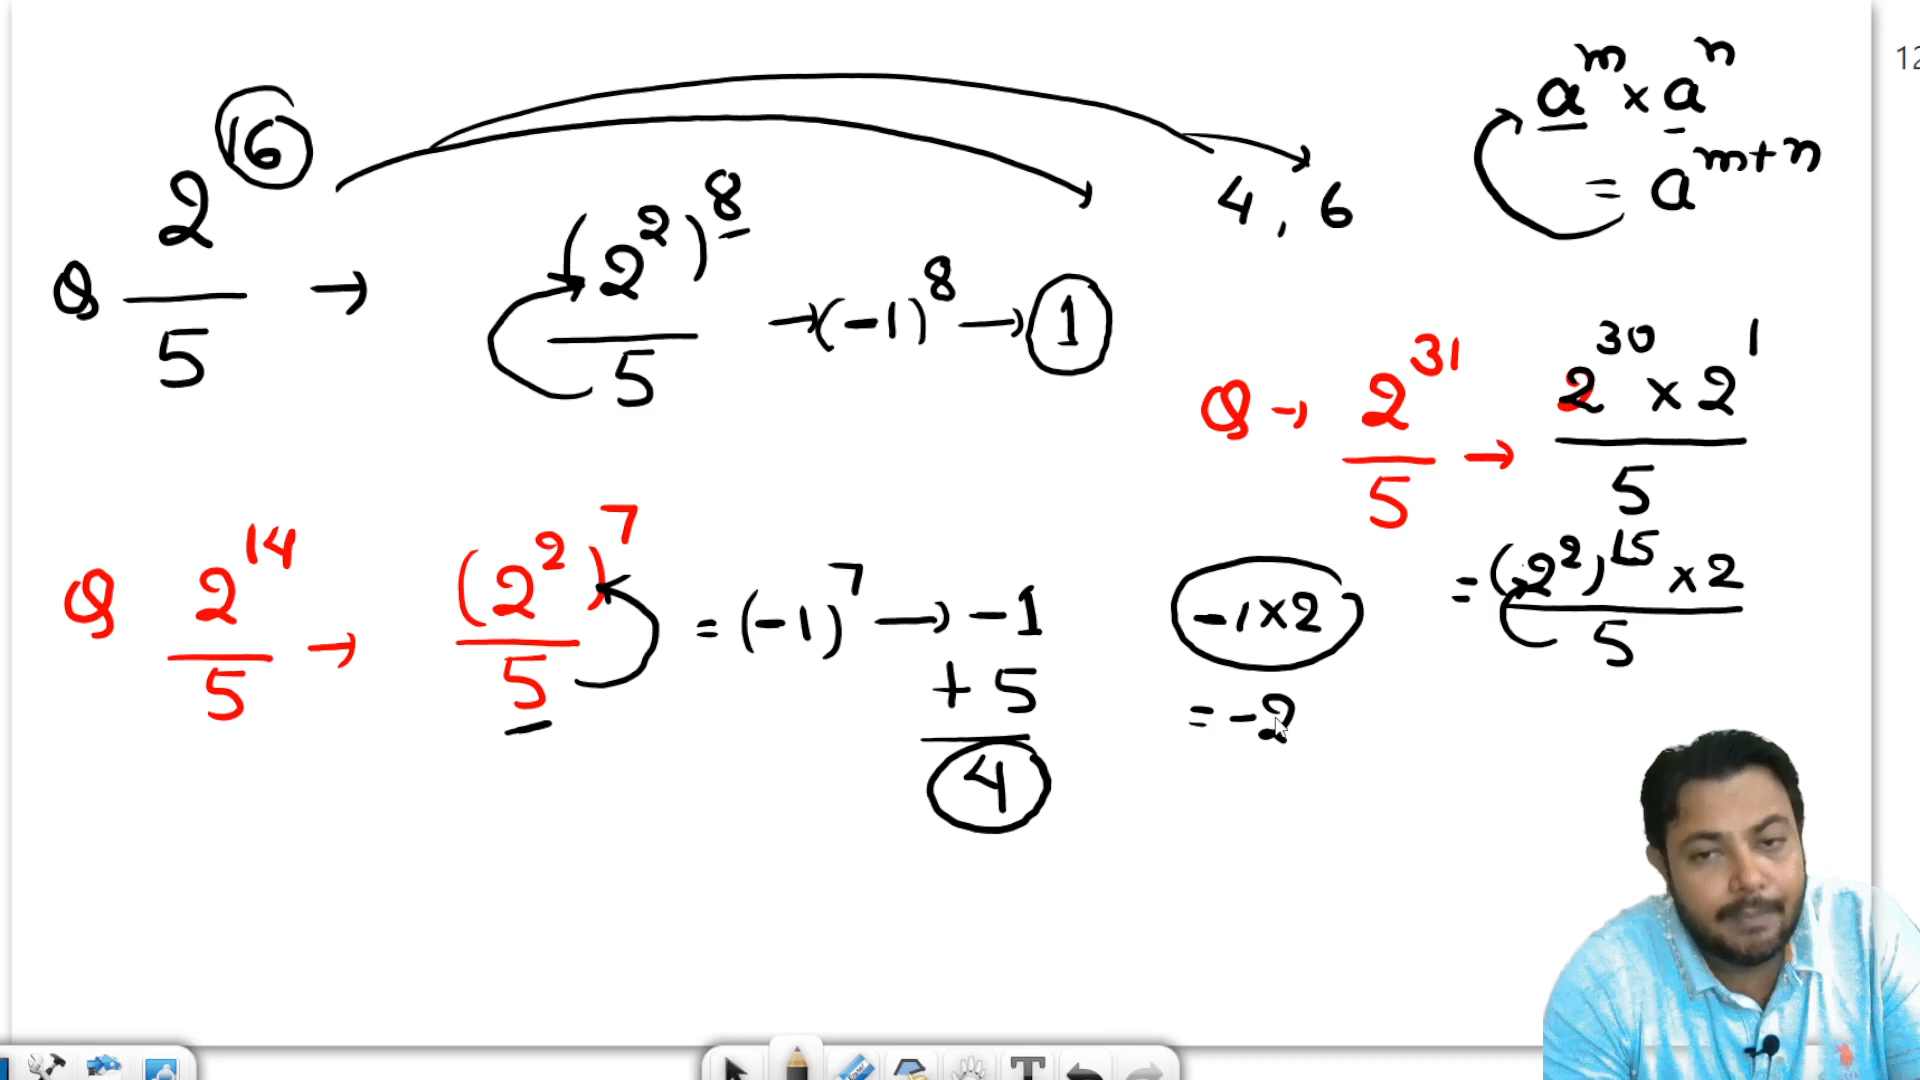 Q 2^16 / 5 → (2^2)^8 / 5 → (-1)^8 → 1
4, 6
a^m × a^n
= a^m+n
Q → 2^31 / 5 → 2^30 × 2^1 / 5
= (2^2)^15 × 2 / 5
-1×2
= -2
Q 2^14 / 5 → (2^2)^7 / 5 = (-1)^7 → -1
+ 5
4
12
T